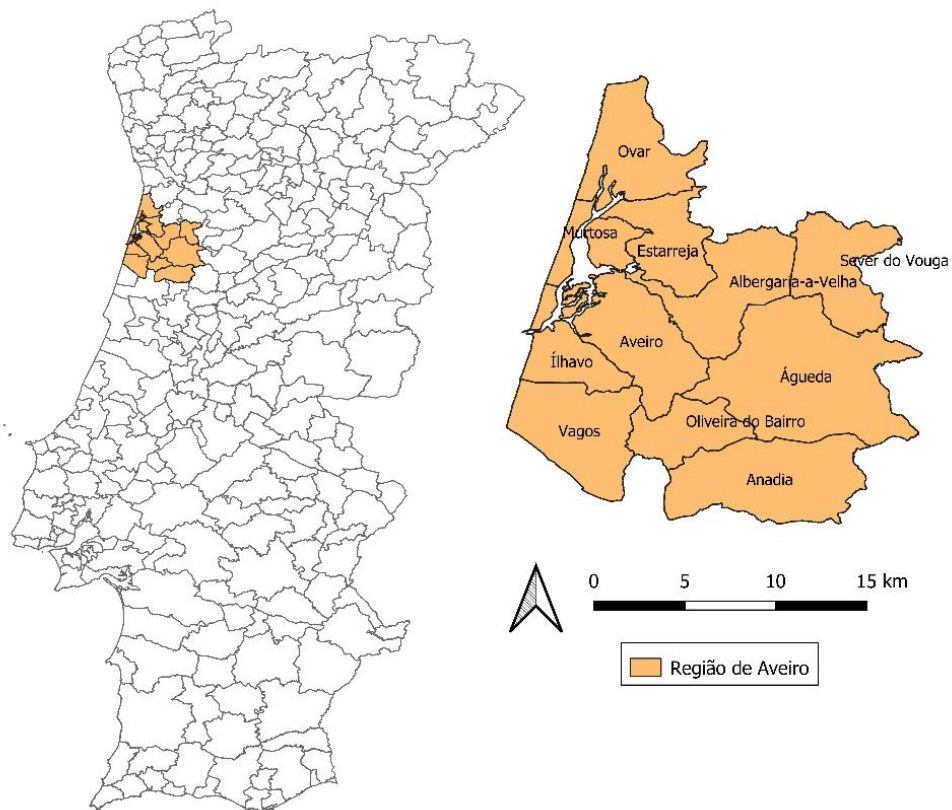 Ovar
Murtosa
Estarreja
Sever do Vouga
Albergaria-a-Velha
Aveiro
Ílhavo
Águeda
Oliveira do Bairro
Vagos
Anadia
0 5 10 15 km
Região de Aveiro